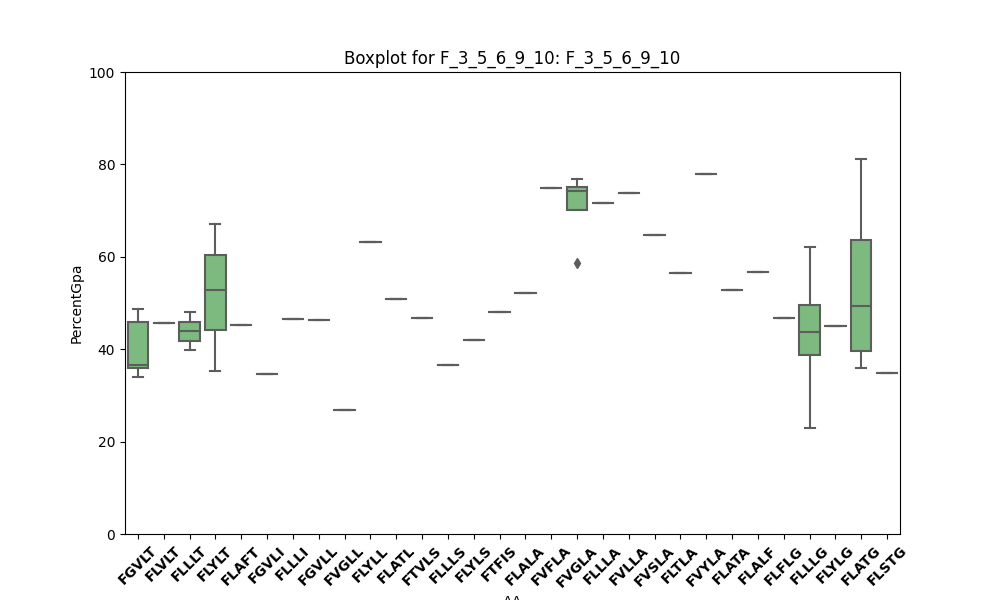 Boxplot for F_3_5_6_9_10: F_3_5_6_9_10
100
80
60
40
20
0
PercentGpa
FGVLT
FLVLT
FLLLT
FLYLT
FLAFT
FGVLI
FLLLI
FGVLL
FVGLL
FLYLL
FLATL
FTVLS
FLLLS
FLYLS
FTFIS
FLALA
FVFLA
FVGLA
FLLLA
FVLLA
FVSLA
FLTLA
FVYLA
FLATA
FLALF
FLFLG
FLLLG
FLYLG
FLATG
FLSTG
AA